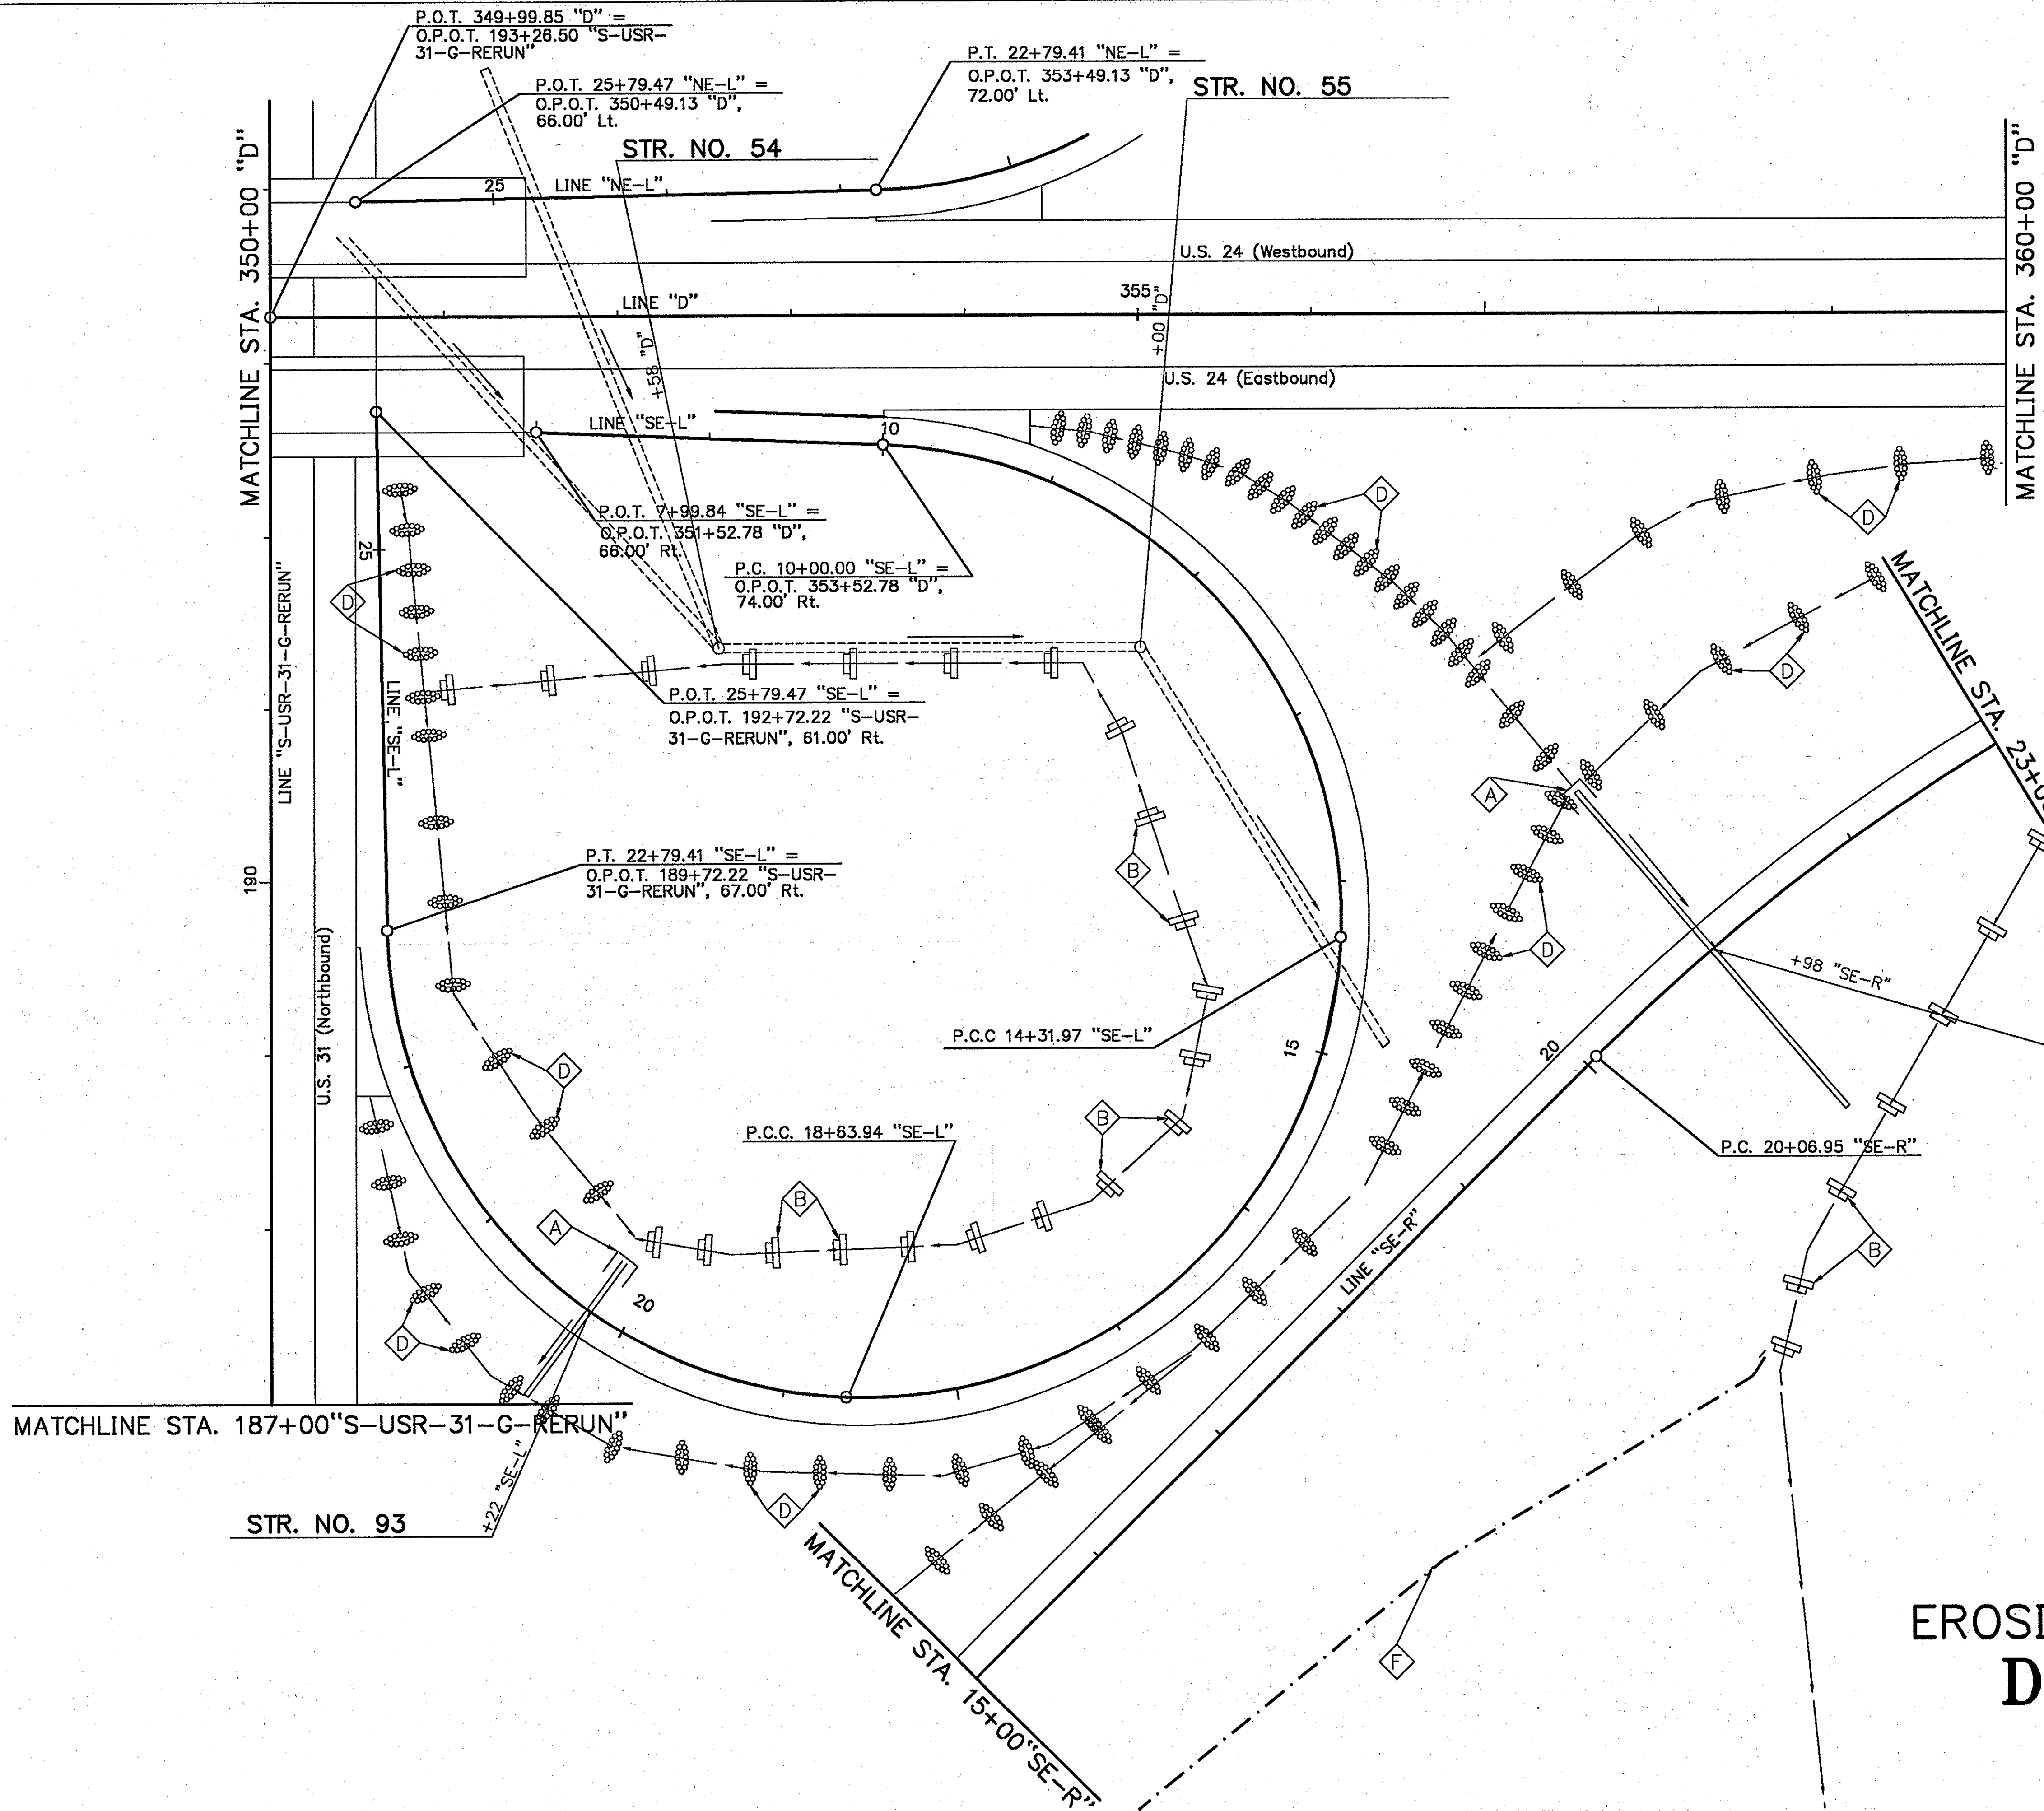 P.O.T. 349+99.85 "D" =
O.P.O.T. 193+26.50 "S-USR-
31-G-RERUN"
P.O.T. 25+79.47 "NE-L" =
O.P.O.T. 350+49.13 "D",
66.00' Lt.
P.T. 22+79.41 "NE-L" =
O.P.O.T. 353+49.13 "D",
72.00' Lt.
STR. NO. 55
STR. NO. 54
MATCHLINE STA. 350+00 "D"
MATCHLINE STA. 360+00 "D"
25
LINE "NE-L"
U.S. 24 (Westbound)
LINE "D"
355
+00 "D"
+58 "D"
U.S. 24 (Eastbound)
LINE "SE-L"
10
P.O.T. 7+99.84 "SE-L" =
O.P.O.T. 351+52.78 "D",
66.00' Rt.
P.C. 10+00.00 "SE-L" =
O.P.O.T. 353+52.78 "D",
74.00' Rt.
D
D
25
D
LINE "S-USR-31-G-RERUN"
LINE "SE-L"
P.O.T. 25+79.47 "SE-L" =
O.P.O.T. 192+72.22 "S-USR-
31-G-RERUN", 61.00' Rt.
D
MATCHLINE STA. 23+0
A
P.T. 22+79.41 "SE-L" =
O.P.O.T. 189+72.22 "S-USR-
31-G-RERUN", 67.00' Rt.
190
B
D
U.S. 31 (Northbound)
+98 "SE-R"
P.C.C 14+31.97 "SE-L"
15
20
D
B
P.C.C. 18+63.94 "SE-L"
P.C. 20+06.95 "SE-R"
B
A
B
LINE "SE-R"
20
D
MATCHLINE STA. 187+00"S-USR-31-G-RERUN"
+22 "SE-L"
STR. NO. 93
D
MATCHLINE STA. 15+00"SE-R"
F
EROSI
D